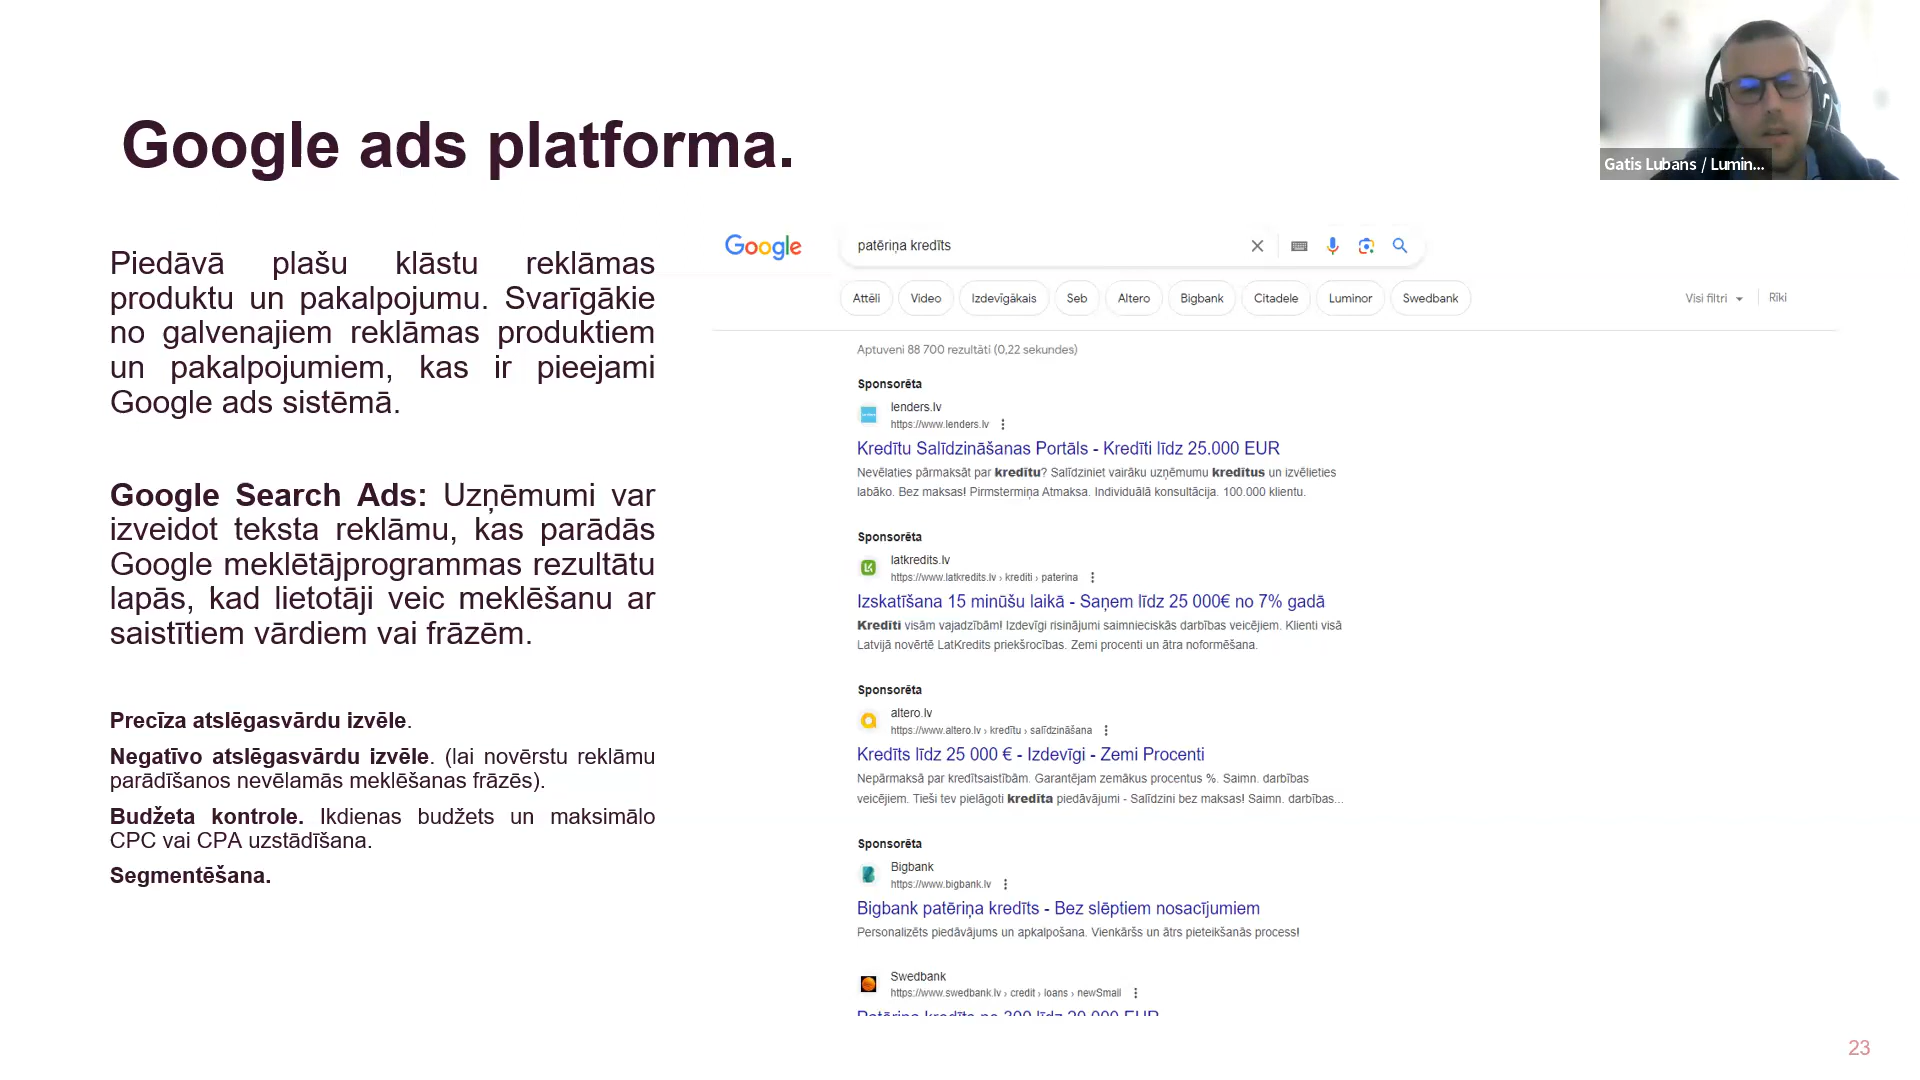 Google ads platforma.
Gatis Lubans / Lumin...
Piedāvā plašu klāstu reklāmas
produktu un pakalpojumu. Svarīgākie
no galvenajiem reklāmas produktiem
un pakalpojumiem, kas ir pieejami
Google ads sistēmā.
Google Search Ads: Uzņēmumi var
izveidot teksta reklāmu, kas parādās
Google meklētājprogrammas rezultātu
lapās, kad lietotāji veic meklēšanu ar
saistītiem vārdiem vai frāzēm.
Precīza atslēgasvārdu izvēle.
Negatīvo atslēgasvārdu izvēle. (lai novērstu reklāmu
parādīšanos nevēlamās meklēšanas frāzēs).
Budžeta kontrole. Ikdienas budžets un maksimālo
CPC vai CPA uzstādīšana.
Segmentēšana.
Google
patēriņa kredīts
Attēli Video Izdevīgākais Seb Altero Bigbank Citadele Luminor Swedbank
Visi filtri Rīki
Aptuveni 88 700 rezultāti (0,22 sekundes)
Sponsorēta
lenders.lv
https://www.lenders.lv
Kredītu Salīdzināšanas Portāls - Kredīti līdz 25.000 EUR
Nevēlaties pārmaksāt par kredītu? Salīdziniet vairāku uzņēmumu kredītus un izvēlieties
labāko. Bez maksas! Pirmstermiņa Atmaksa. Individuālā konsultācija. 100.000 klientu.
Sponsorēta
latkredits.lv
https://www.latkredits.lv › krediti › paterina
Izskatīšana 15 minūšu laikā - Saņem līdz 25 000€ no 7% gadā
Kredīti visām vajadzībām! Izdevīgi risinājumi saimnieciskās darbības veicējiem. Klienti visā
Latvijā novērtē LatKredits priekšrocības. Zemi procenti un ātra noformēšana.
Sponsorēta
altero.lv
https://www.altero.lv › kredītu › salīdzināšana
Kredīts līdz 25 000 € - Izdevīgi - Zemi Procenti
Nepārmaksā par kredītsaistībām. Garantējam zemākus procentus %. Saimn. darbības
veicējiem. Tieši tev pielāgoti kredīta piedāvājumi - Salīdzini bez maksas! Saimn. darbības...
Sponsorēta
Bigbank
https://www.bigbank.lv
Bigbank patēriņa kredīts - Bez slēptiem nosacījumiem
Personalizēts piedāvājums un apkalpošana. Vienkāršs un ātrs pieteikšanās process!
Swedbank
https://www.swedbank.lv › credit › loans › newSmall
Patēriņa kredīts no 300 līdz 20 000 EUR
23